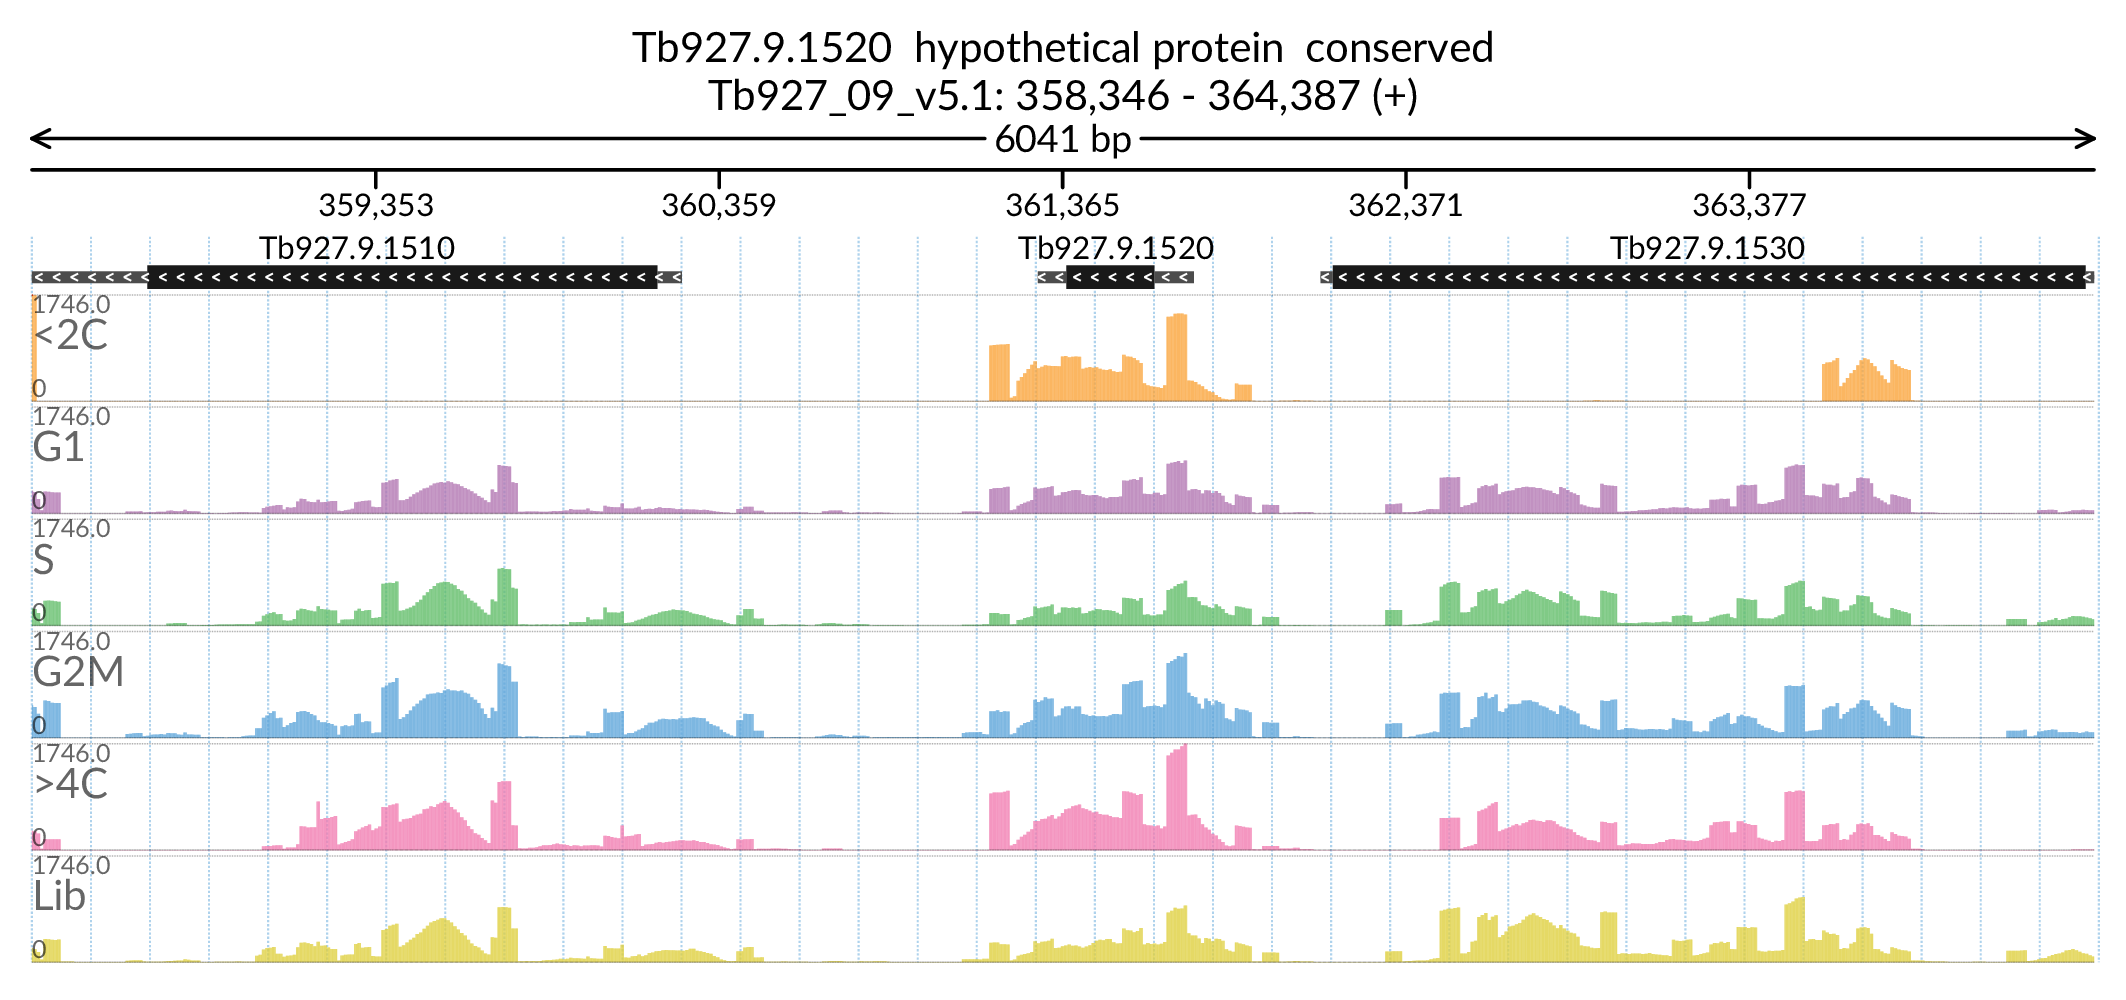 Tb927.9.1520  hypothetical protein  conserved
Tb927_09_v5.1: 358,346 - 364,387 (+)
6041 bp
359,353 360,359 361,365 362,371 363,377
Tb927.9.1510 Tb927.9.1520 Tb927.9.1530
1746.0
<2C
0
1746.0
G1
0
1746.0
S
0
1746.0
G2M
0
1746.0
>4C
0
1746.0
Lib
0